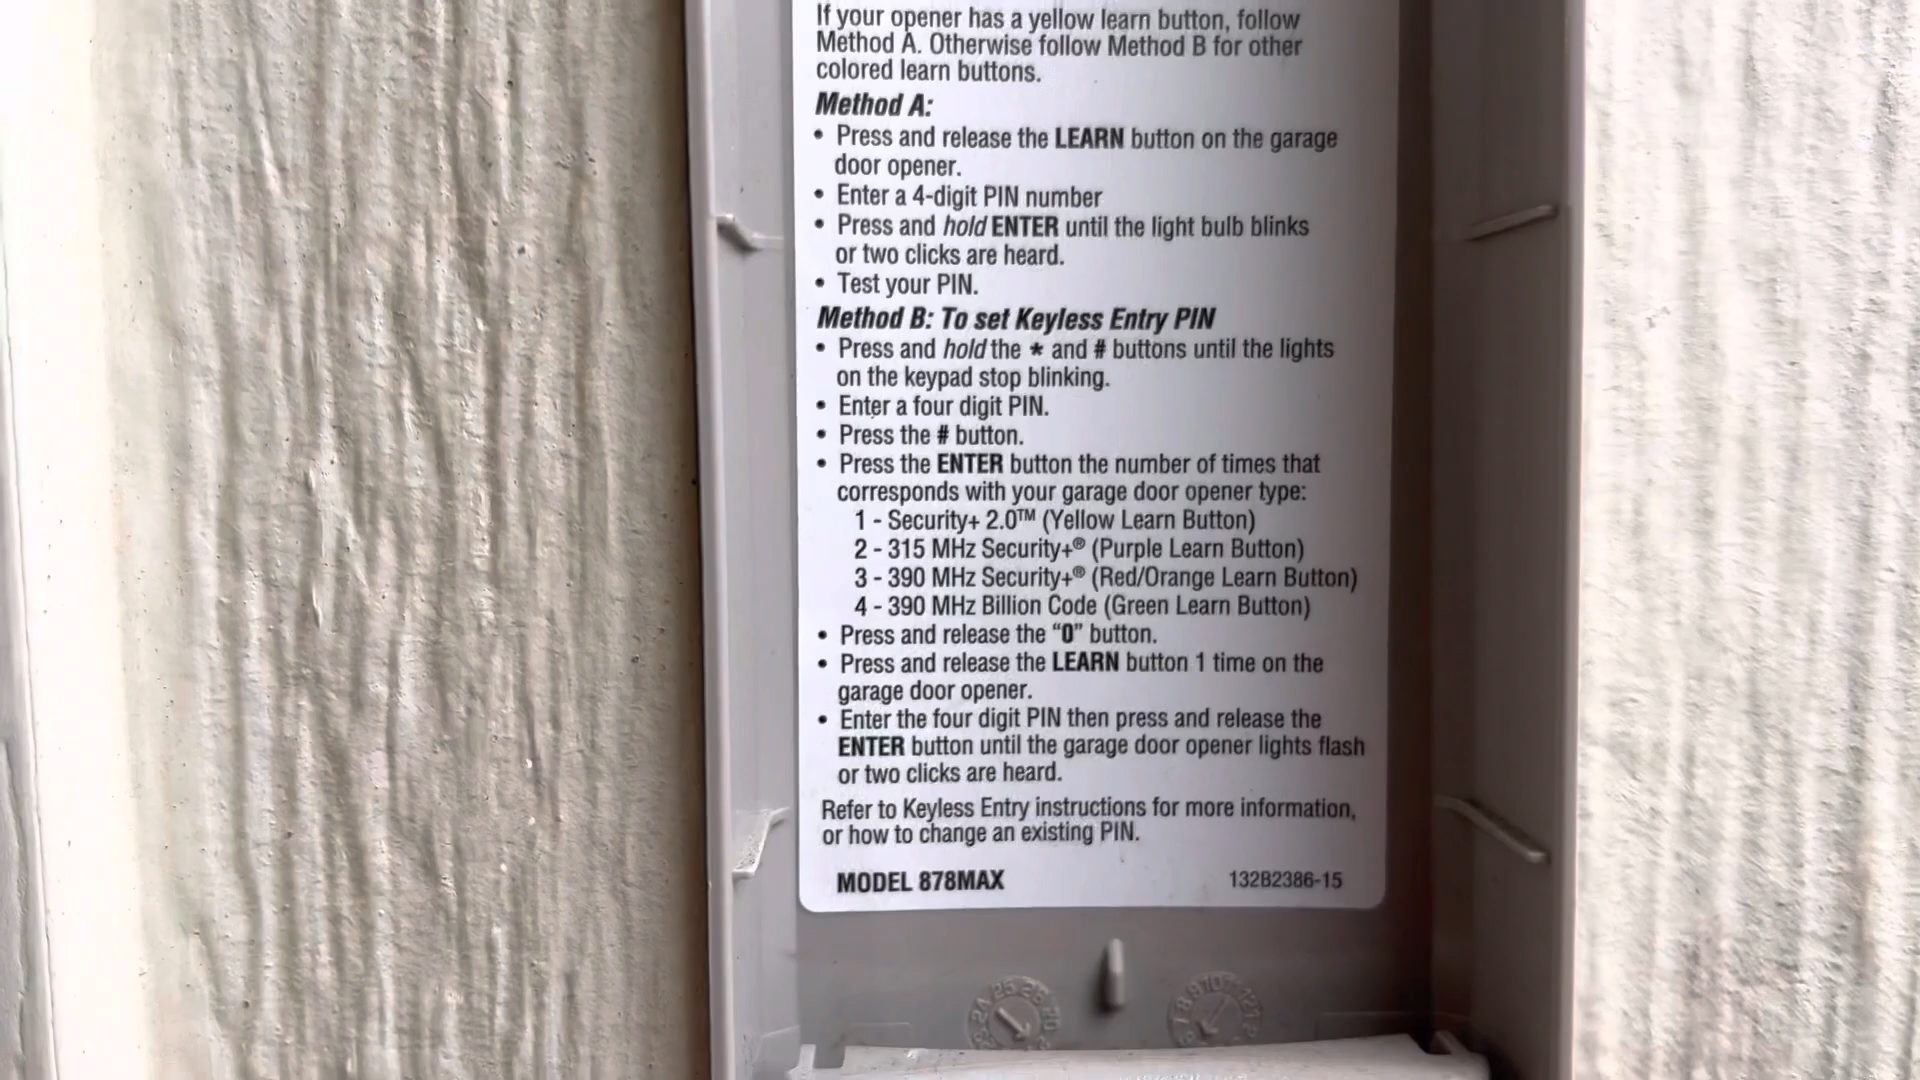 If your opener has a yellow learn button, follow
Method A. Otherwise follow Method B for other
colored learn buttons.
Method A:
• Press and release the LEARN button on the garage
door opener.
• Enter a 4-digit PIN number
• Press and hold ENTER until the light bulb blinks
or two clicks are heard.
• Test your PIN.
Method B: To set Keyless Entry PIN
• Press and hold the * and # buttons until the lights
on the keypad stop blinking.
• Enter a four digit PIN.
• Press the # button.
• Press the ENTER button the number of times that
corresponds with your garage door opener type:
1 - Security+ 2.0™ (Yellow Learn Button)
2 - 315 MHz Security+® (Purple Learn Button)
3 - 390 MHz Security+® (Red/Orange Learn Button)
4 - 390 MHz Billion Code (Green Learn Button)
• Press and release the “0” button.
• Press and release the LEARN button 1 time on the
garage door opener.
• Enter the four digit PIN then press and release the
ENTER button until the garage door opener lights flash
or two clicks are heard.
Refer to Keyless Entry instructions for more information,
or how to change an existing PIN.
MODEL 878MAX 132B2386-15